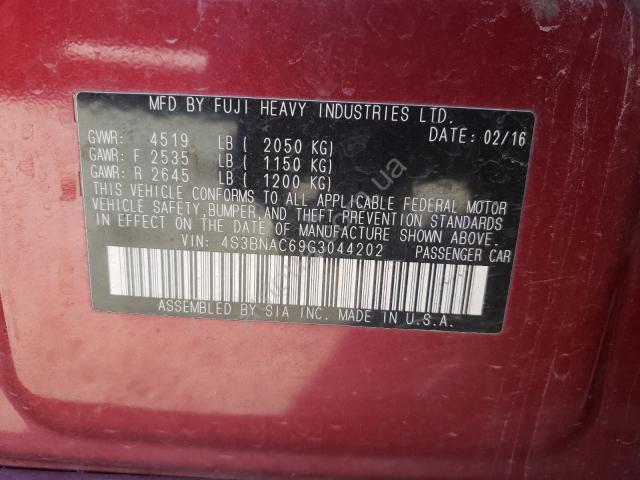 MFD BY FUJI HEAVY INDUSTRIES LTD.
DATE: 02/16
GVWR: 4519 LB ( 2050 KG)
GAWR: F 2535 LB ( 1150 KG)
GAWR: R 2645 LB ( 1200 KG)
THIS VEHICLE CONFORMS TO ALL APPLICABLE FEDERAL MOTOR
VEHICLE SAFETY, BUMPER, AND THEFT PREVENTION STANDARDS
IN EFFECT ON THE DATE OF MANUFACTURE SHOWN ABOVE.
VIN: 4S3BNAC69G3044202 PASSENGER CAR
ASSEMBLED BY SIA INC. MADE IN U.S.A.